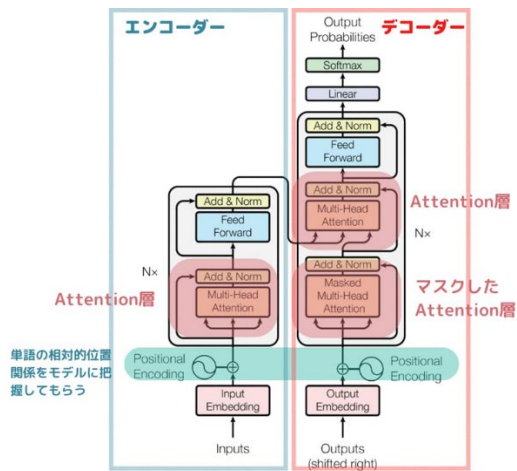 エンコーダー
Output
Probabilities
デコーダー
Softmax
Linear
Add & Norm
Feed
Forward
Add & Norm
Multi-Head
Attention
Attention層
Nx
Add & Norm
Masked
Multi-Head
Attention
マスクした
Attention層
Add & Norm
Feed
Forward
Nx
Add & Norm
Multi-Head
Attention
Attention層
単語の相対的位置
関係をモデルに把
握してもらう
Positional
Encoding
Positional
Encoding
Input
Embedding
Output
Embedding
Inputs
Outputs
(shifted right)